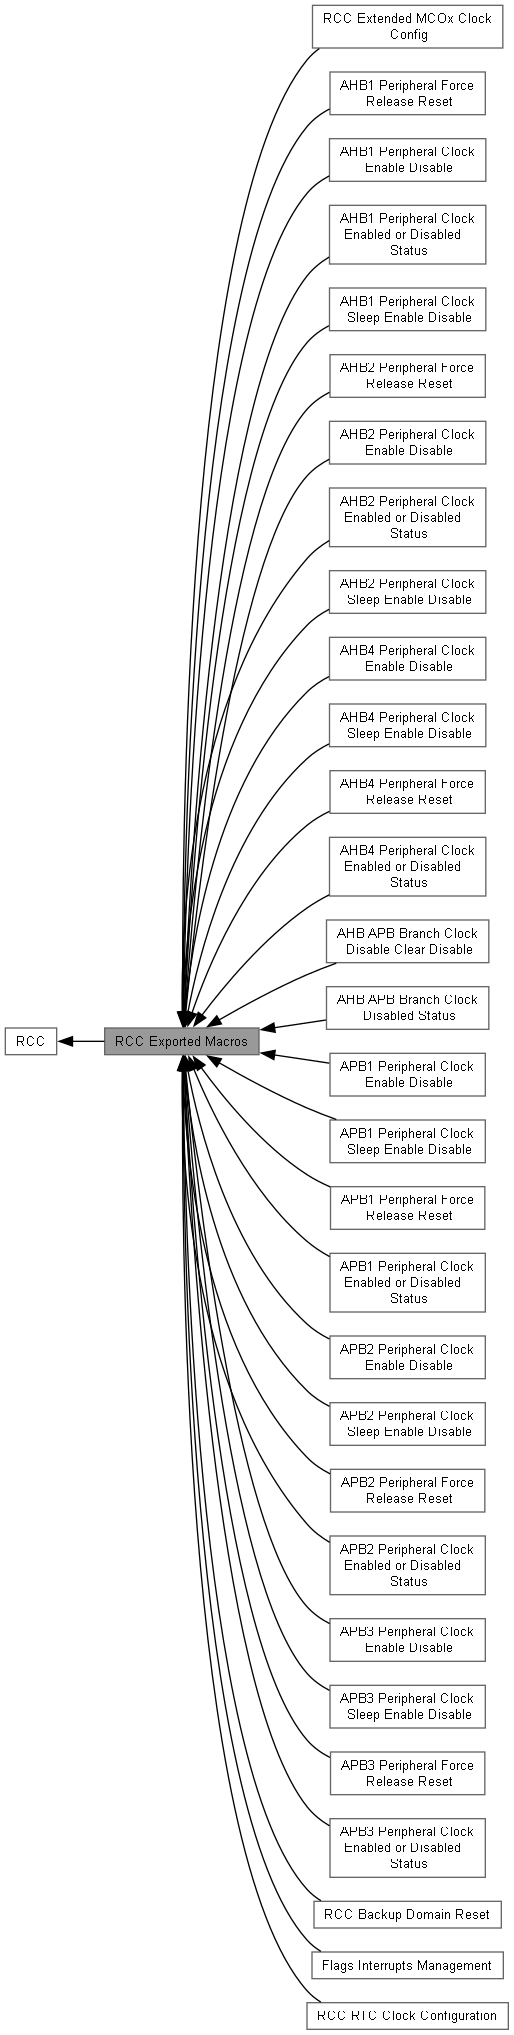 RCC Extended MCOx Clock
Config
AHB1 Peripheral Force
Release Reset
AHB1 Peripheral Clock
Enable Disable
AHB1 Peripheral Clock
Enabled or Disabled
Status
AHB1 Peripheral Clock
Sleep Enable Disable
AHB2 Peripheral Force
Release Reset
AHB2 Peripheral Clock
Enable Disable
AHB2 Peripheral Clock
Enabled or Disabled
Status
AHB2 Peripheral Clock
Sleep Enable Disable
AHB4 Peripheral Clock
Enable Disable
AHB4 Peripheral Clock
Sleep Enable Disable
AHB4 Peripheral Force
Release Reset
AHB4 Peripheral Clock
Enabled or Disabled
Status
AHB APB Branch Clock
Disable Clear Disable
AHB APB Branch Clock
Disabled Status
RCC
RCC Exported Macros
APB1 Peripheral Clock
Enable Disable
APB1 Peripheral Clock
Sleep Enable Disable
APB1 Peripheral Force
Release Reset
APB1 Peripheral Clock
Enabled or Disabled
Status
APB2 Peripheral Clock
Enable Disable
APB2 Peripheral Clock
Sleep Enable Disable
APB2 Peripheral Force
Release Reset
APB2 Peripheral Clock
Enabled or Disabled
Status
APB3 Peripheral Clock
Enable Disable
APB3 Peripheral Clock
Sleep Enable Disable
APB3 Peripheral Force
Release Reset
APB3 Peripheral Clock
Enabled or Disabled
Status
RCC Backup Domain Reset
Flags Interrupts Management
RCC RTC Clock Configuration